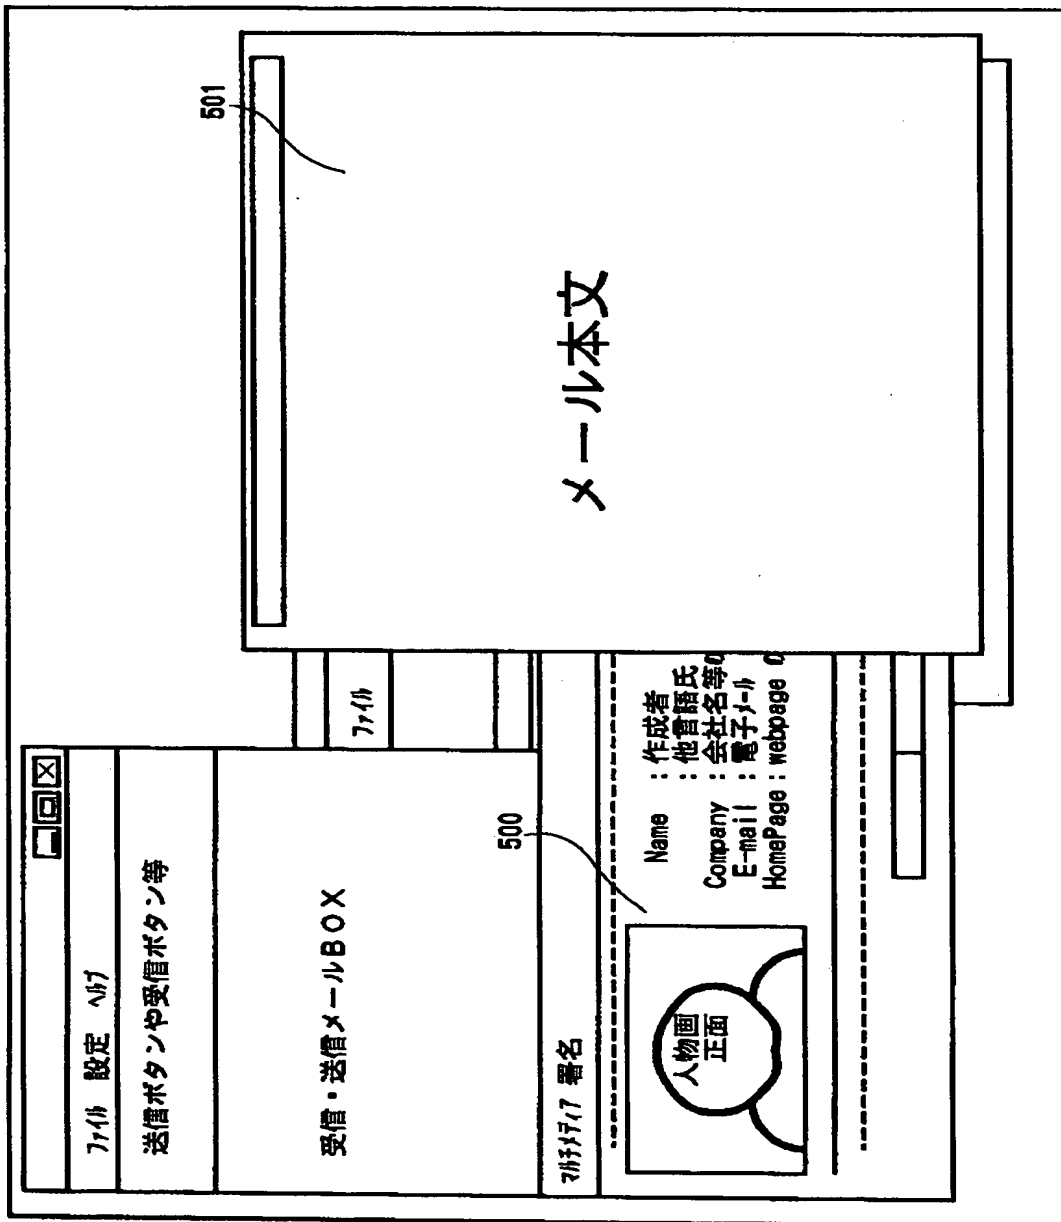 ファイル 設定 ヘルプ
送信ボタンや受信ボタン等
受信・送信メールBOX
ファイル
501
メール本文
マルチメディア 署名
500
人物画
正面
Name : 作成者
: 他言語氏
Company : 会社名等の
E-mail : 電子メール
HomePage : webpage の